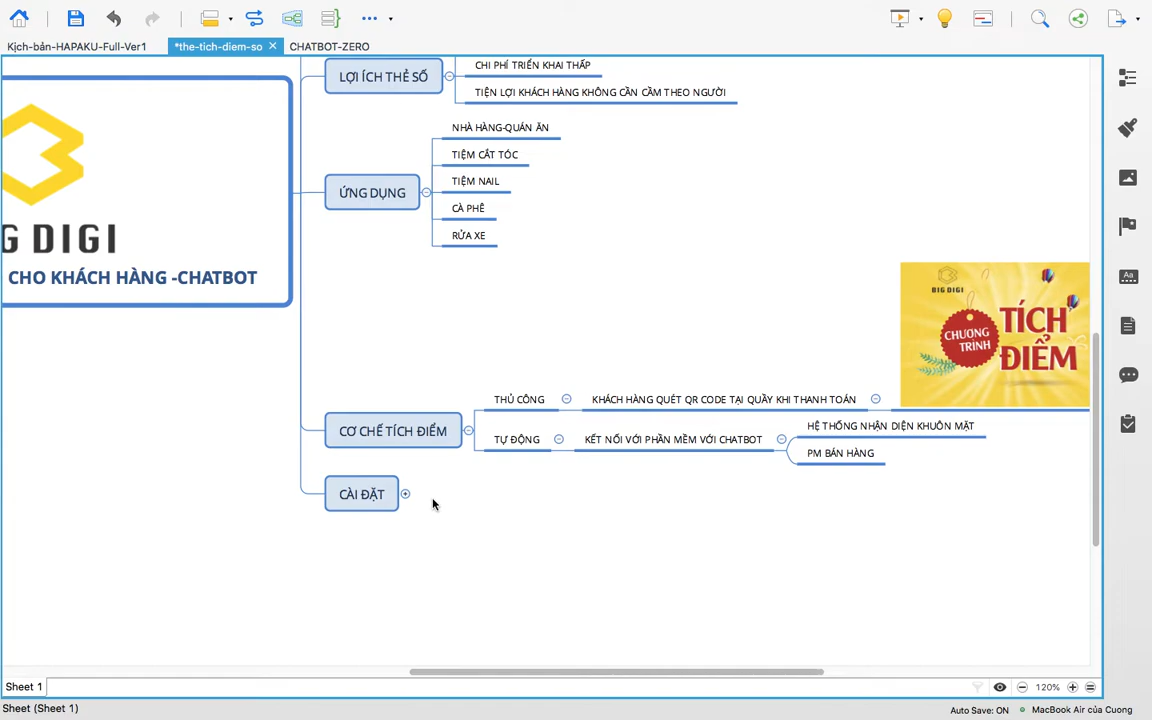 Kịch-bản-HAPAKU-Full-Ver1
*the-tich-diem-so
CHATBOT-ZERO
LỢI ÍCH THẺ SỐ
CHI PHÍ TRIỂN KHAI THẤP
TIỆN LỢI KHÁCH HÀNG KHÔNG CẦN CẦM THEO NGƯỜI
NHÀ HÀNG-QUÁN ĂN
TIỆM CẮT TÓC
ỨNG DỤNG
TIỆM NAIL
CÀ PHÊ
RỬA XE
G DIGI
CHO KHÁCH HÀNG -CHATBOT
BIG DIGI
CHƯƠNG
TRÌNH
TÍCH
ĐIỂM
THỦ CÔNG
KHÁCH HÀNG QUÉT QR CODE TẠI QUẦY KHI THANH TOÁN
CƠ CHẾ TÍCH ĐIỂM
TỰ ĐỘNG
KẾT NỐI VỚI PHẦN MỀM VỚI CHATBOT
HỆ THỐNG NHẬN DIỆN KHUÔN MẶT
PM BÁN HÀNG
CÀI ĐẶT
Aa
Sheet 1
120%
Sheet (Sheet 1)
Auto Save: ON
MacBook Air của Cuong